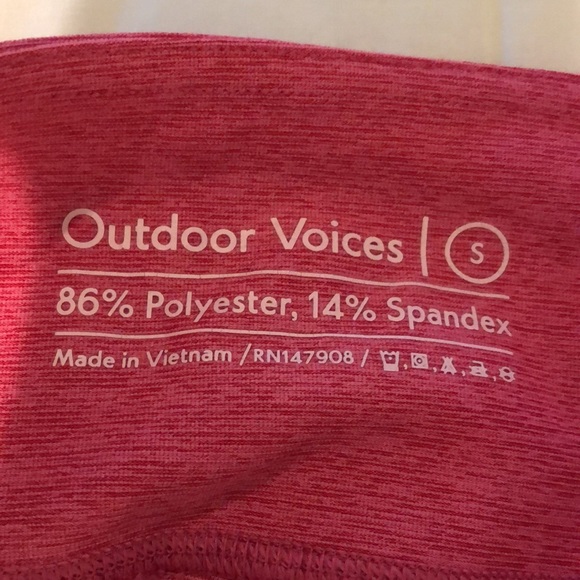 Outdoor Voices | S
86% Polyester, 14% Spandex
Made in Vietnam / RN147908 /